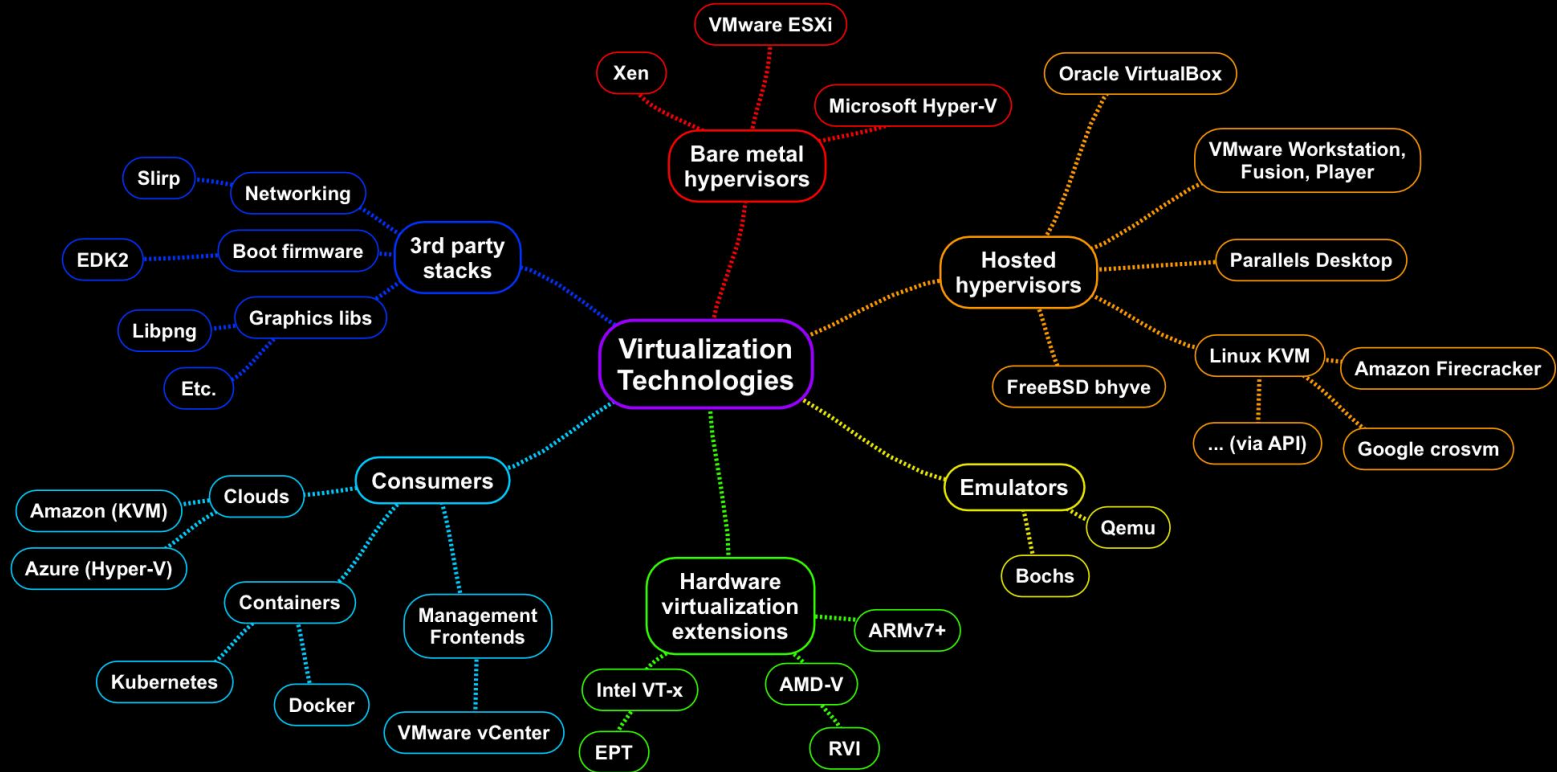 VMware ESXi
Xen
Microsoft Hyper-V
Bare metal
hypervisors
Oracle VirtualBox
VMware Workstation,
Fusion, Player
Hosted
hypervisors
Parallels Desktop
Linux KVM
Amazon Firecracker
... (via API)
Google crosvm
FreeBSD bhyve
3rd party
stacks
Networking
Slirp
Boot firmware
EDK2
Graphics libs
Libpng
Etc.
Virtualization
Technologies
Consumers
Clouds
Amazon (KVM)
Azure (Hyper-V)
Containers
Kubernetes
Docker
Management
Frontends
VMware vCenter
Hardware
virtualization
extensions
ARMv7+
Intel VT-x
EPT
AMD-V
RVI
Emulators
Qemu
Bochs